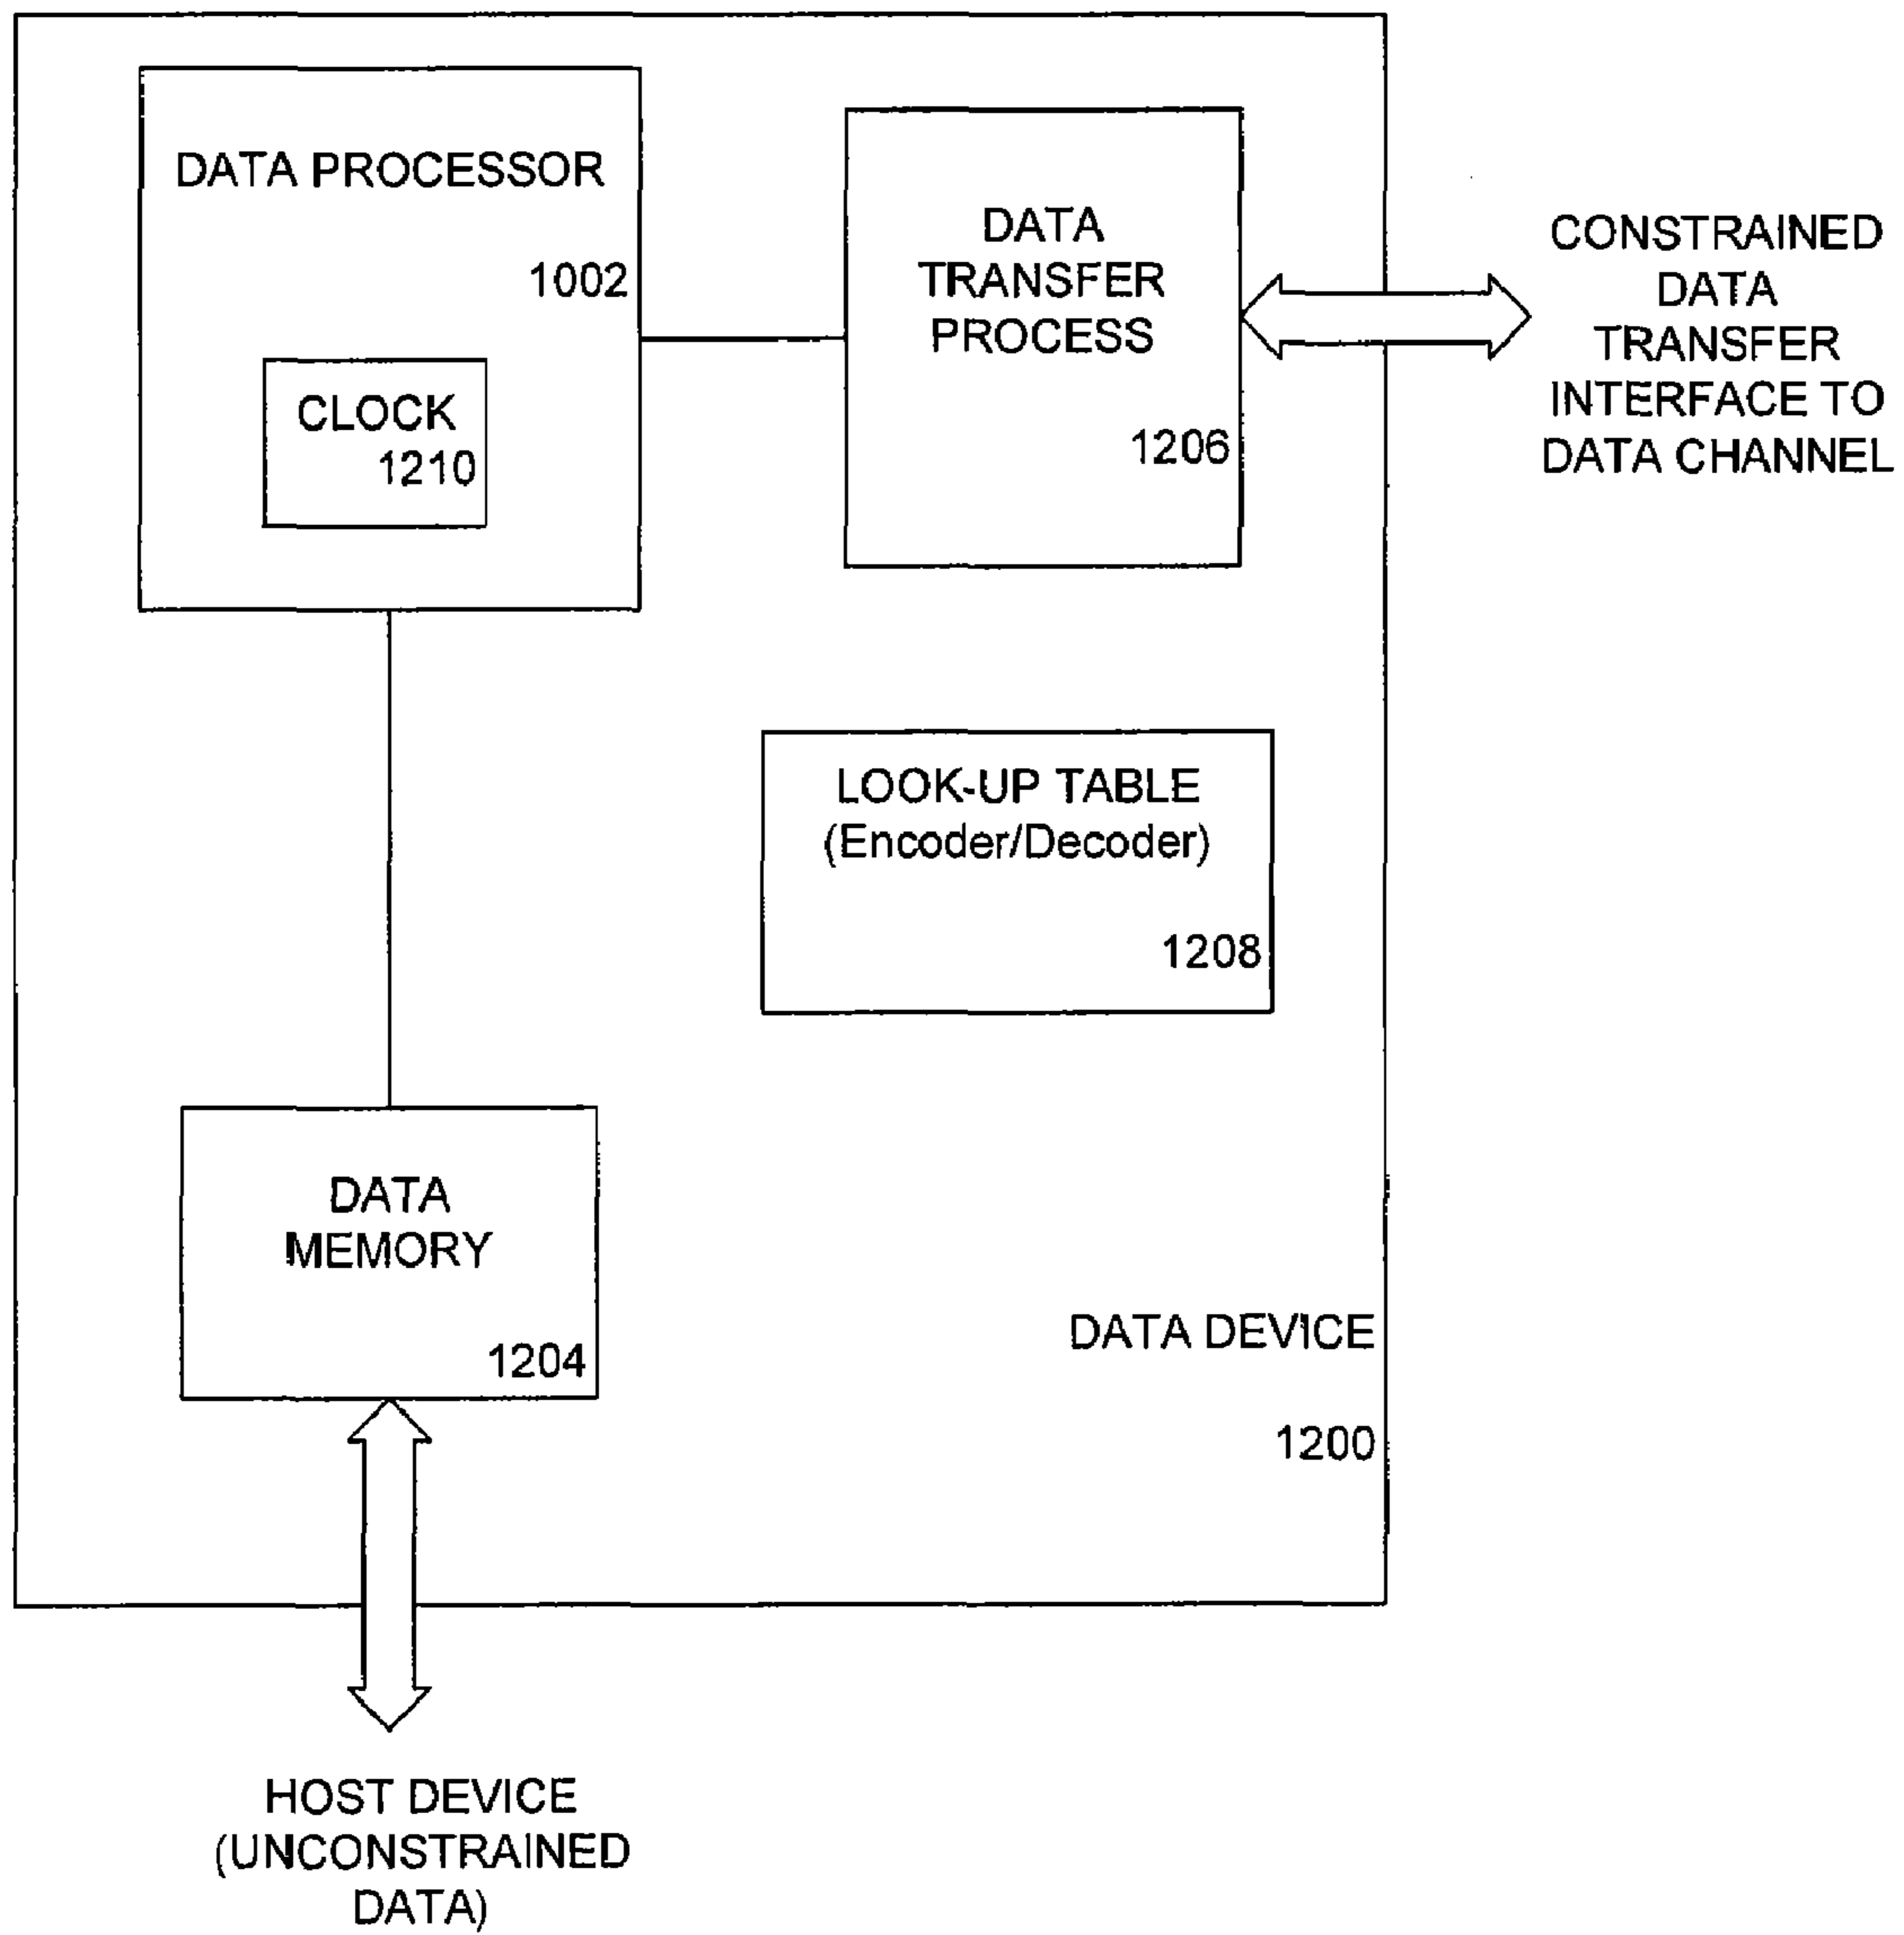 DATA PROCESSOR
1002
CLOCK
1210
DATA
TRANSFER
PROCESS
1206
CONSTRAINED
DATA
TRANSFER
INTERFACE TO
DATA CHANNEL
LOOK-UP TABLE
(Encoder/Decoder)
1208
DATA
MEMORY
1204
DATA DEVICE
1200
HOST DEVICE
(UNCONSTRAINED
DATA)